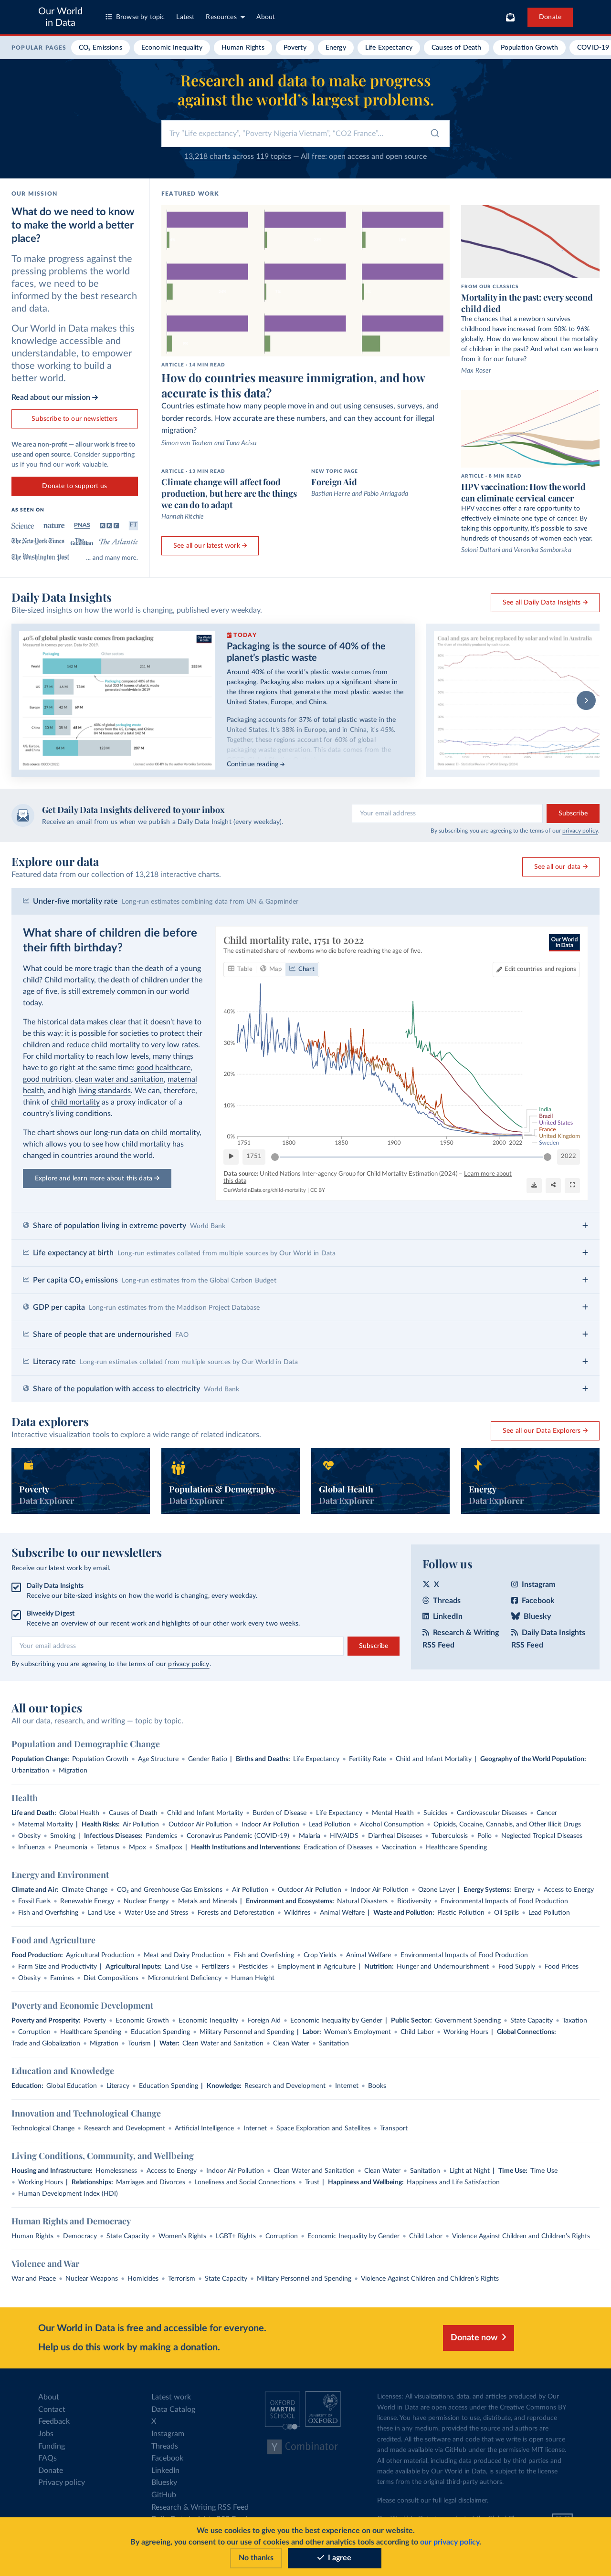 Our World
in Data
Browse by topic
Latest
Resources
About
Donate
POPULAR PAGES
CO₂ Emissions
Economic Inequality
Human Rights
Poverty
Energy
Life Expectancy
Causes of Death
Population Growth
COVID-19
Research and data to make progress
against the world's largest problems.
Try "Life expectancy", "Poverty Nigeria Vietnam", "CO2 France"...
13,218 charts across 119 topics — All free: open access and open source
OUR MISSION
What do we need to know
to make the world a better
place?
To make progress against the
pressing problems the world
faces, we need to be
informed by the best research
and data.
Our World in Data makes this
knowledge accessible and
understandable, to empower
those working to build a
better world.
Read about our mission →
Subscribe to our newsletters
We are a non-profit — all our work is free to
use and open source. Consider supporting
us if you find our work valuable.
Donate to support us
AS SEEN ON
Science
nature
PNAS
BBC
FT
The New York Times
The Guardian
The Atlantic
The Washington Post
... and many more.
FEATURED WORK
ARTICLE · 14 MIN READ
How do countries measure immigration, and how
accurate is this data?
Countries estimate how many people move in and out using censuses, surveys, and
border records. However accurate are these numbers, and can they account for illegal
migration?
Simon van Teutem and Tuna Acisu
ARTICLE · 13 MIN READ
Climate change will affect food
production, but here are the things
we can do to adapt
Hannah Ritchie
NEW TOPIC PAGE
Foreign Aid
Bastian Herre and Pablo Arriagada
See all our latest work →
FROM OUR CLASSICS
Mortality in the past: every second
child died
The chances that a newborn survives
childhood have increased from 50% to 96%
globally. How do we know about the mortality
of children in the past? And what can we learn
from it for our future?
Max Roser
ARTICLE · 8 MIN READ
HPV vaccination: How the world
can eliminate cervical cancer
HPV vaccines offer a rare opportunity to
effectively eliminate one type of cancer. By
taking this opportunity, it's possible to save
hundreds of thousands of women each year.
Saloni Dattani and Veronika Samborska
Daily Data Insights
Bite-sized insights on how the world is changing, published every weekday.
See all Daily Data Insights →
40% of global plastic waste comes from packaging
TODAY
Packaging is the source of 40% of the
planet's plastic waste
Around 40% of the world's plastic waste comes from
packaging. Packaging also makes up a significant share in
the three regions that generate the most plastic waste: the
United States, Europe, and China.
Packaging accounts for 37% of total plastic waste in the
United States. It's 38% in Europe, and in China, it's 45%.
Together, these regions account for 60% of global
packaging waste generation. This data comes from the
Continue reading →
Coal and gas are being replaced by solar and wind in Australia
Get Daily Data Insights delivered to your inbox
Receive an email from us when we publish a Daily Data Insight (every weekday).
Your email address
Subscribe
By subscribing you are agreeing to the terms of our privacy policy.
Explore our data
Featured data from our collection of 13,218 interactive charts.
See all our data →
Under-five mortality rate Long-run estimates combining data from UN & Gapminder
What share of children die before
their fifth birthday?
What could be more tragic than the death of a young
child? Child mortality, the death of children under the
age of five, is still extremely common in our world
today.
The historical data makes clear that it doesn't have to
be this way: it is possible for societies to protect their
children and reduce child mortality to very low rates.
For child mortality to reach low levels, many things
have to go right at the same time: good healthcare,
good nutrition, clean water and sanitation, maternal
health, and high living standards. We can, therefore,
think of child mortality as a proxy indicator of a
country's living conditions.
The chart shows our long-run data on child mortality,
which allows you to see how child mortality has
changed in countries around the world.
Explore and learn more about this data →
Child mortality rate, 1751 to 2022
The estimated share of newborns who die before reaching the age of five.
Our World
in Data
Table
Map
Chart
Edit countries and regions
40%
30%
20%
10%
0%
1751
1800
1850
1900
1950
2000
2022
India
Brazil
United States
France
United Kingdom
Sweden
1751
2022
Data source: United Nations Inter-agency Group for Child Mortality Estimation (2024) – Learn more about
this data
OurWorldinData.org/child-mortality | CC BY
Share of population living in extreme poverty World Bank
Life expectancy at birth Long-run estimates collated from multiple sources by Our World in Data
Per capita CO₂ emissions Long-run estimates from the Global Carbon Budget
GDP per capita Long-run estimates from the Maddison Project Database
Share of people that are undernourished FAO
Literacy rate Long-run estimates collated from multiple sources by Our World in Data
Share of the population with access to electricity World Bank
Data explorers
Interactive visualization tools to explore a wide range of related indicators.
See all our Data Explorers →
Poverty
Data Explorer
Population & Demography
Data Explorer
Global Health
Data Explorer
Energy
Data Explorer
Subscribe to our newsletters
Receive our latest work by email.
Daily Data Insights
Receive our bite-sized insights on how the world is changing, every weekday.
Biweekly Digest
Receive an overview of our recent work and highlights of our other work every two weeks.
Your email address
Subscribe
By subscribing you are agreeing to the terms of our privacy policy.
Follow us
X
Instagram
Threads
Facebook
LinkedIn
Bluesky
Research & Writing
RSS Feed
Daily Data Insights
RSS Feed
All our topics
All our data, research, and writing — topic by topic.
Population and Demographic Change
Population Change: Population Growth • Age Structure • Gender Ratio | Births and Deaths: Life Expectancy • Fertility Rate • Child and Infant Mortality | Geography of the World Population:
Urbanization • Migration
Health
Life and Death: Global Health • Causes of Death • Child and Infant Mortality • Burden of Disease • Life Expectancy • Mental Health • Suicides • Cardiovascular Diseases • Cancer
• Maternal Mortality | Health Risks: Air Pollution • Outdoor Air Pollution • Indoor Air Pollution • Lead Pollution • Alcohol Consumption • Opioids, Cocaine, Cannabis, and Other Illicit Drugs
• Obesity • Smoking | Infectious Diseases: Pandemics • Coronavirus Pandemic (COVID-19) • Malaria • HIV/AIDS • Diarrheal Diseases • Tuberculosis • Polio • Neglected Tropical Diseases
• Influenza • Pneumonia • Tetanus • Mpox • Smallpox | Health Institutions and Interventions: Eradication of Diseases • Vaccination • Healthcare Spending
Energy and Environment
Climate and Air: Climate Change • CO₂ and Greenhouse Gas Emissions • Air Pollution • Outdoor Air Pollution • Indoor Air Pollution • Ozone Layer | Energy Systems: Energy • Access to Energy
• Fossil Fuels • Renewable Energy • Nuclear Energy • Metals and Minerals | Environment and Ecosystems: Natural Disasters • Biodiversity • Environmental Impacts of Food Production
• Fish and Overfishing • Land Use • Water Use and Stress • Forests and Deforestation • Wildfires • Animal Welfare | Waste and Pollution: Plastic Pollution • Oil Spills • Lead Pollution
Food and Agriculture
Food Production: Agricultural Production • Meat and Dairy Production • Fish and Overfishing • Crop Yields • Animal Welfare • Environmental Impacts of Food Production
• Farm Size and Productivity | Agricultural Inputs: Land Use • Fertilizers • Pesticides • Employment in Agriculture | Nutrition: Hunger and Undernourishment • Food Supply • Food Prices
• Obesity • Famines • Diet Compositions • Micronutrient Deficiency • Human Height
Poverty and Economic Development
Poverty and Prosperity: Poverty • Economic Growth • Economic Inequality • Foreign Aid • Economic Inequality by Gender | Public Sector: Government Spending • State Capacity • Taxation
• Corruption • Healthcare Spending • Education Spending • Military Personnel and Spending | Labor: Women's Employment • Child Labor • Working Hours | Global Connections:
Trade and Globalization • Migration • Tourism | Water: Clean Water and Sanitation • Clean Water • Sanitation
Education and Knowledge
Education: Global Education • Literacy • Education Spending | Knowledge: Research and Development • Internet • Books
Innovation and Technological Change
Technological Change • Research and Development • Artificial Intelligence • Internet • Space Exploration and Satellites • Transport
Living Conditions, Community, and Wellbeing
Housing and Infrastructure: Homelessness • Access to Energy • Indoor Air Pollution • Clean Water and Sanitation • Clean Water • Sanitation • Light at Night | Time Use: Time Use
• Working Hours | Relationships: Marriages and Divorces • Loneliness and Social Connections • Trust | Happiness and Wellbeing: Happiness and Life Satisfaction
• Human Development Index (HDI)
Human Rights and Democracy
Human Rights • Democracy • State Capacity • Women's Rights • LGBT+ Rights • Corruption • Economic Inequality by Gender • Child Labor • Violence Against Children and Children's Rights
Violence and War
War and Peace • Nuclear Weapons • Homicides • Terrorism • State Capacity • Military Personnel and Spending • Violence Against Children and Children's Rights
Our World in Data is free and accessible for everyone.
Help us do this work by making a donation.
Donate now
About
Contact
Feedback
Jobs
Funding
FAQs
Donate
Privacy policy
Latest work
Data Catalog
X
Instagram
Threads
Facebook
LinkedIn
Bluesky
GitHub
Research & Writing RSS Feed
OXFORD
MARTIN
SCHOOL
UNIVERSITY OF
OXFORD
Y Combinator
Licenses: All visualizations, data, and articles produced by Our
World in Data are open access under the Creative Commons BY
license. You have permission to use, distribute, and reproduce
these in any medium, provided the source and authors are
credited. All the software and code that we write is open source
and made available via GitHub under the permissive MIT license.
All other material, including data produced by third parties and
made available by Our World in Data, is subject to the license
terms from the original third-party authors.
Please consult our full legal disclaimer.
We use cookies to give you the best experience on our website.
By agreeing, you consent to our use of cookies and other analytics tools according to our privacy policy.
No thanks
I agree